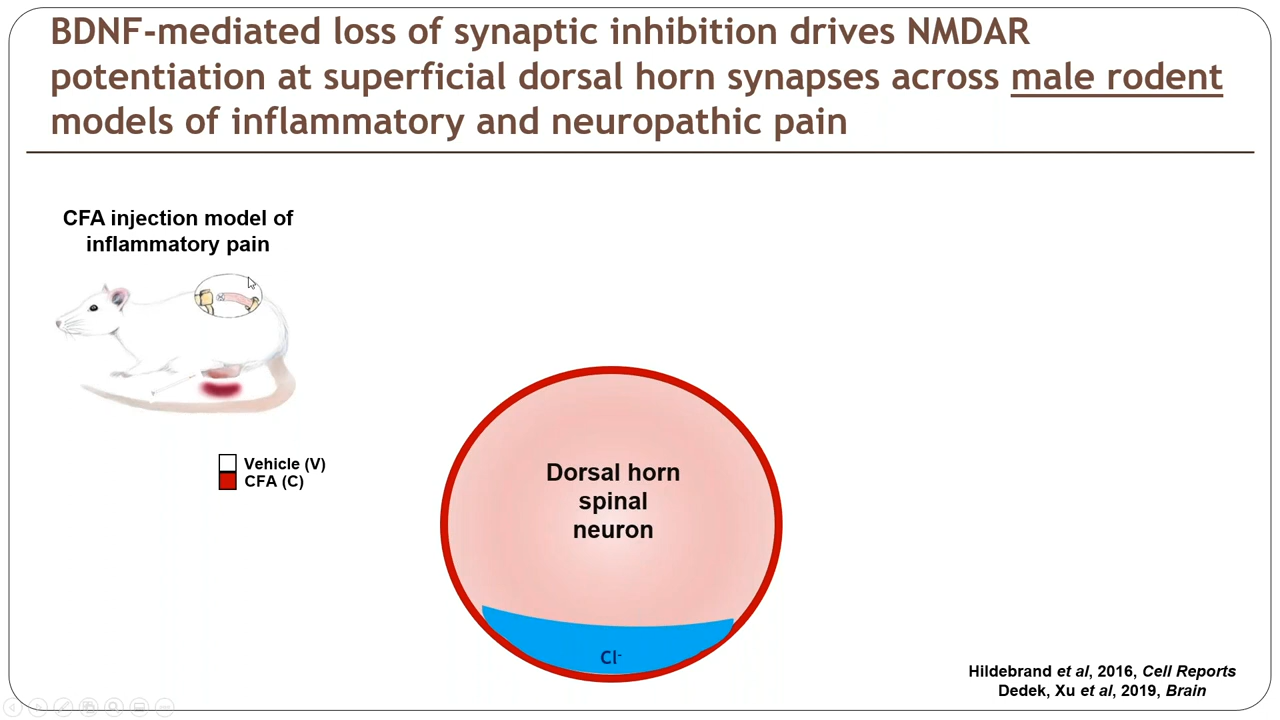 BDNF-mediated loss of synaptic inhibition drives NMDAR
potentiation at superficial dorsal horn synapses across male rodent
models of inflammatory and neuropathic pain
CFA injection model of
inflammatory pain
Vehicle (V)
CFA (C)
Dorsal horn
spinal
neuron
Cl⁻
Hildebrand et al, 2016, Cell Reports
Dedek, Xu et al, 2019, Brain